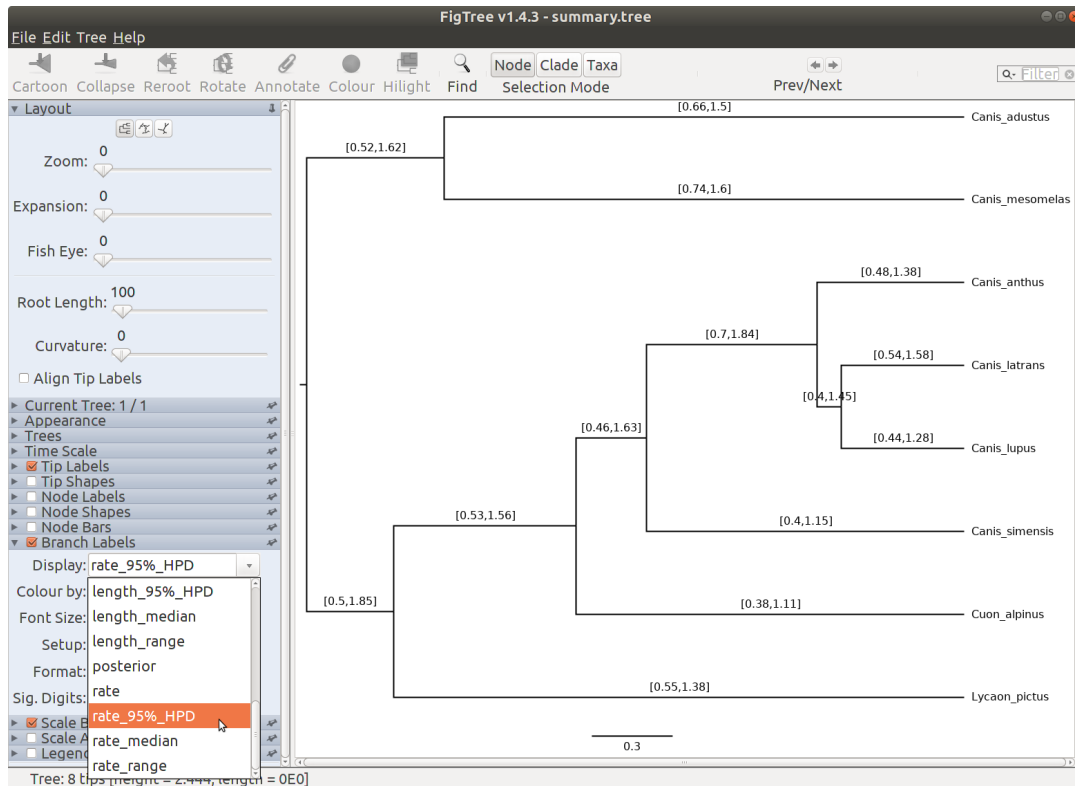 FigTree v1.4.3 - summary.tree
File Edit Tree Help
Cartoon Collapse Reroot Rotate Annotate Colour Hilight Find
Node Clade Taxa
Selection Mode
Prev/Next
Filter
Layout
Zoom: 0
Expansion: 0
Fish Eye: 0
Root Length: 100
Curvature: 0
Align Tip Labels
Current Tree: 1 / 1
Appearance
Trees
Time Scale
Tip Labels
Tip Shapes
Node Labels
Node Shapes
Node Bars
Branch Labels
Display: rate_95%_HPD
Colour by:
Font Size:
Setup:
Format:
Sig. Digits:
length_95%_HPD
length_median
length_range
posterior
rate
rate_95%_HPD
rate_median
rate_range
Scale B
Scale A
Legen
[0.66,1.5] Canis_adustus
[0.52,1.62]
[0.74,1.6] Canis_mesomelas
[0.48,1.38] Canis_anthus
[0.7,1.84]
[0.54,1.58] Canis_latrans
[0.4,1.45]
[0.46,1.63]
[0.44,1.28] Canis_lupus
[0.53,1.56]
[0.4,1.15] Canis_simensis
[0.5,1.85]
[0.38,1.11] Cuon_alpinus
[0.55,1.38] Lycaon_pictus
0.3
Tree: 8 tips [height = 2.444, length = 0E0]